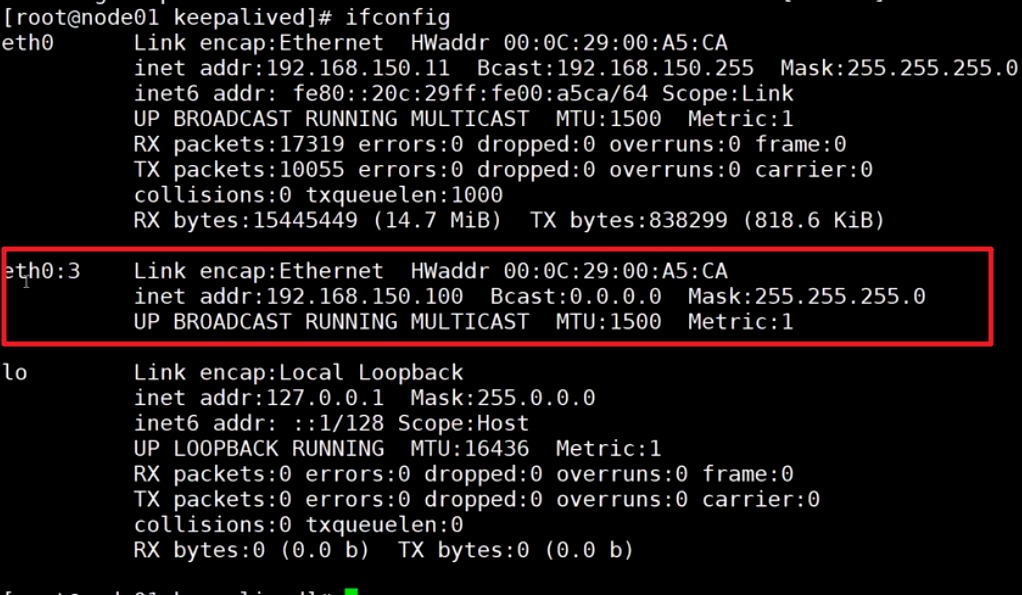 [root@node01 keepalived]# ifconfig
eth0 Link encap:Ethernet HWaddr 00:0C:29:00:A5:CA
inet addr:192.168.150.11 Bcast:192.168.150.255 Mask:255.255.255.0
inet6 addr: fe80::20c:29ff:fe00:a5ca/64 Scope:Link
UP BROADCAST RUNNING MULTICAST MTU:1500 Metric:1
RX packets:17319 errors:0 dropped:0 overruns:0 frame:0
TX packets:10055 errors:0 dropped:0 overruns:0 carrier:0
collisions:0 txqueuelen:1000
RX bytes:15445449 (14.7 MiB) TX bytes:838299 (818.6 KiB)
eth0:3 Link encap:Ethernet HWaddr 00:0C:29:00:A5:CA
inet addr:192.168.150.100 Bcast:0.0.0.0 Mask:255.255.255.0
UP BROADCAST RUNNING MULTICAST MTU:1500 Metric:1
lo Link encap:Local Loopback
inet addr:127.0.0.1 Mask:255.0.0.0
inet6 addr: ::1/128 Scope:Host
UP LOOPBACK RUNNING MTU:16436 Metric:1
RX packets:0 errors:0 dropped:0 overruns:0 frame:0
TX packets:0 errors:0 dropped:0 overruns:0 carrier:0
collisions:0 txqueuelen:0
RX bytes:0 (0.0 b) TX bytes:0 (0.0 b)
[root@node01 keepalived]#